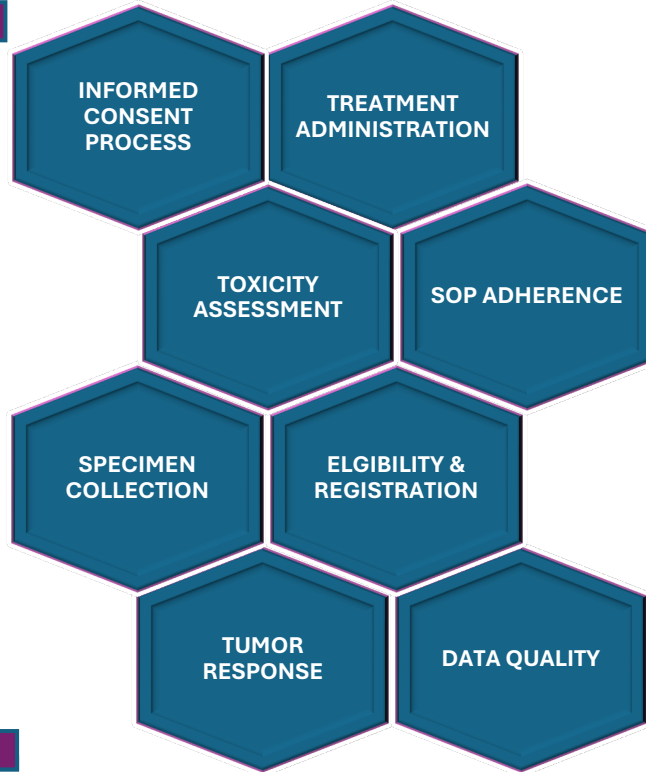 INFORMED
CONSENT
PROCESS
TREATMENT
ADMINISTRATION
TOXICITY
ASSESSMENT
SOP ADHERENCE
SPECIMEN
COLLECTION
ELGIBILITY &
REGISTRATION
TUMOR
RESPONSE
DATA QUALITY